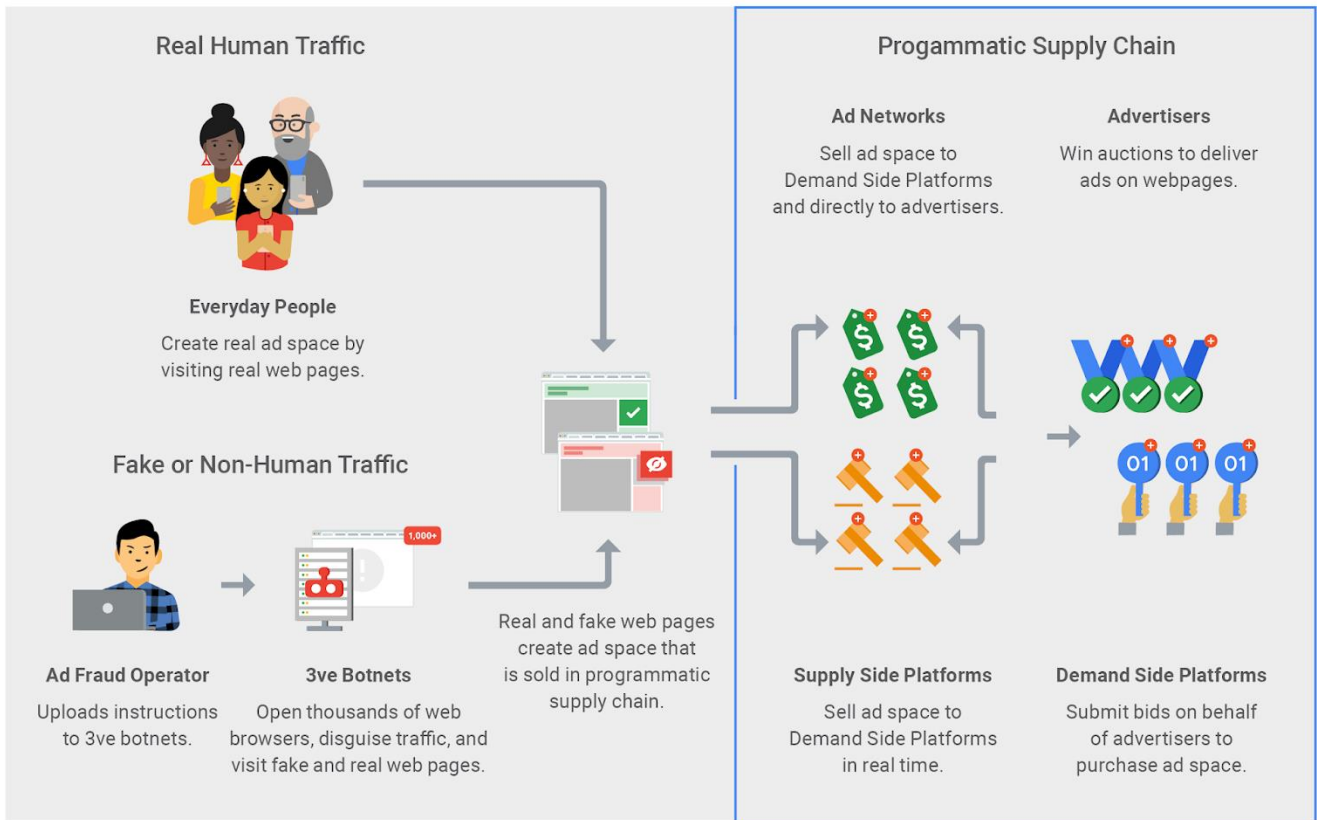 Real Human Traffic
Everyday People
Create real ad space by
visiting real web pages.
Fake or Non-Human Traffic
1,000+
Ad Fraud Operator
Uploads instructions
to 3ve botnets.
3ve Botnets
Open thousands of web
browsers, disguise traffic, and
visit fake and real web pages.
Real and fake web pages
create ad space that
is sold in programmatic
supply chain.
Progammatic Supply Chain
Ad Networks
Sell ad space to
Demand Side Platforms
and directly to advertisers.
Advertisers
Win auctions to deliver
ads on webpages.
$ $
$ $
01 01 01
Supply Side Platforms
Sell ad space to
Demand Side Platforms
in real time.
Demand Side Platforms
Submit bids on behalf
of advertisers to
purchase ad space.